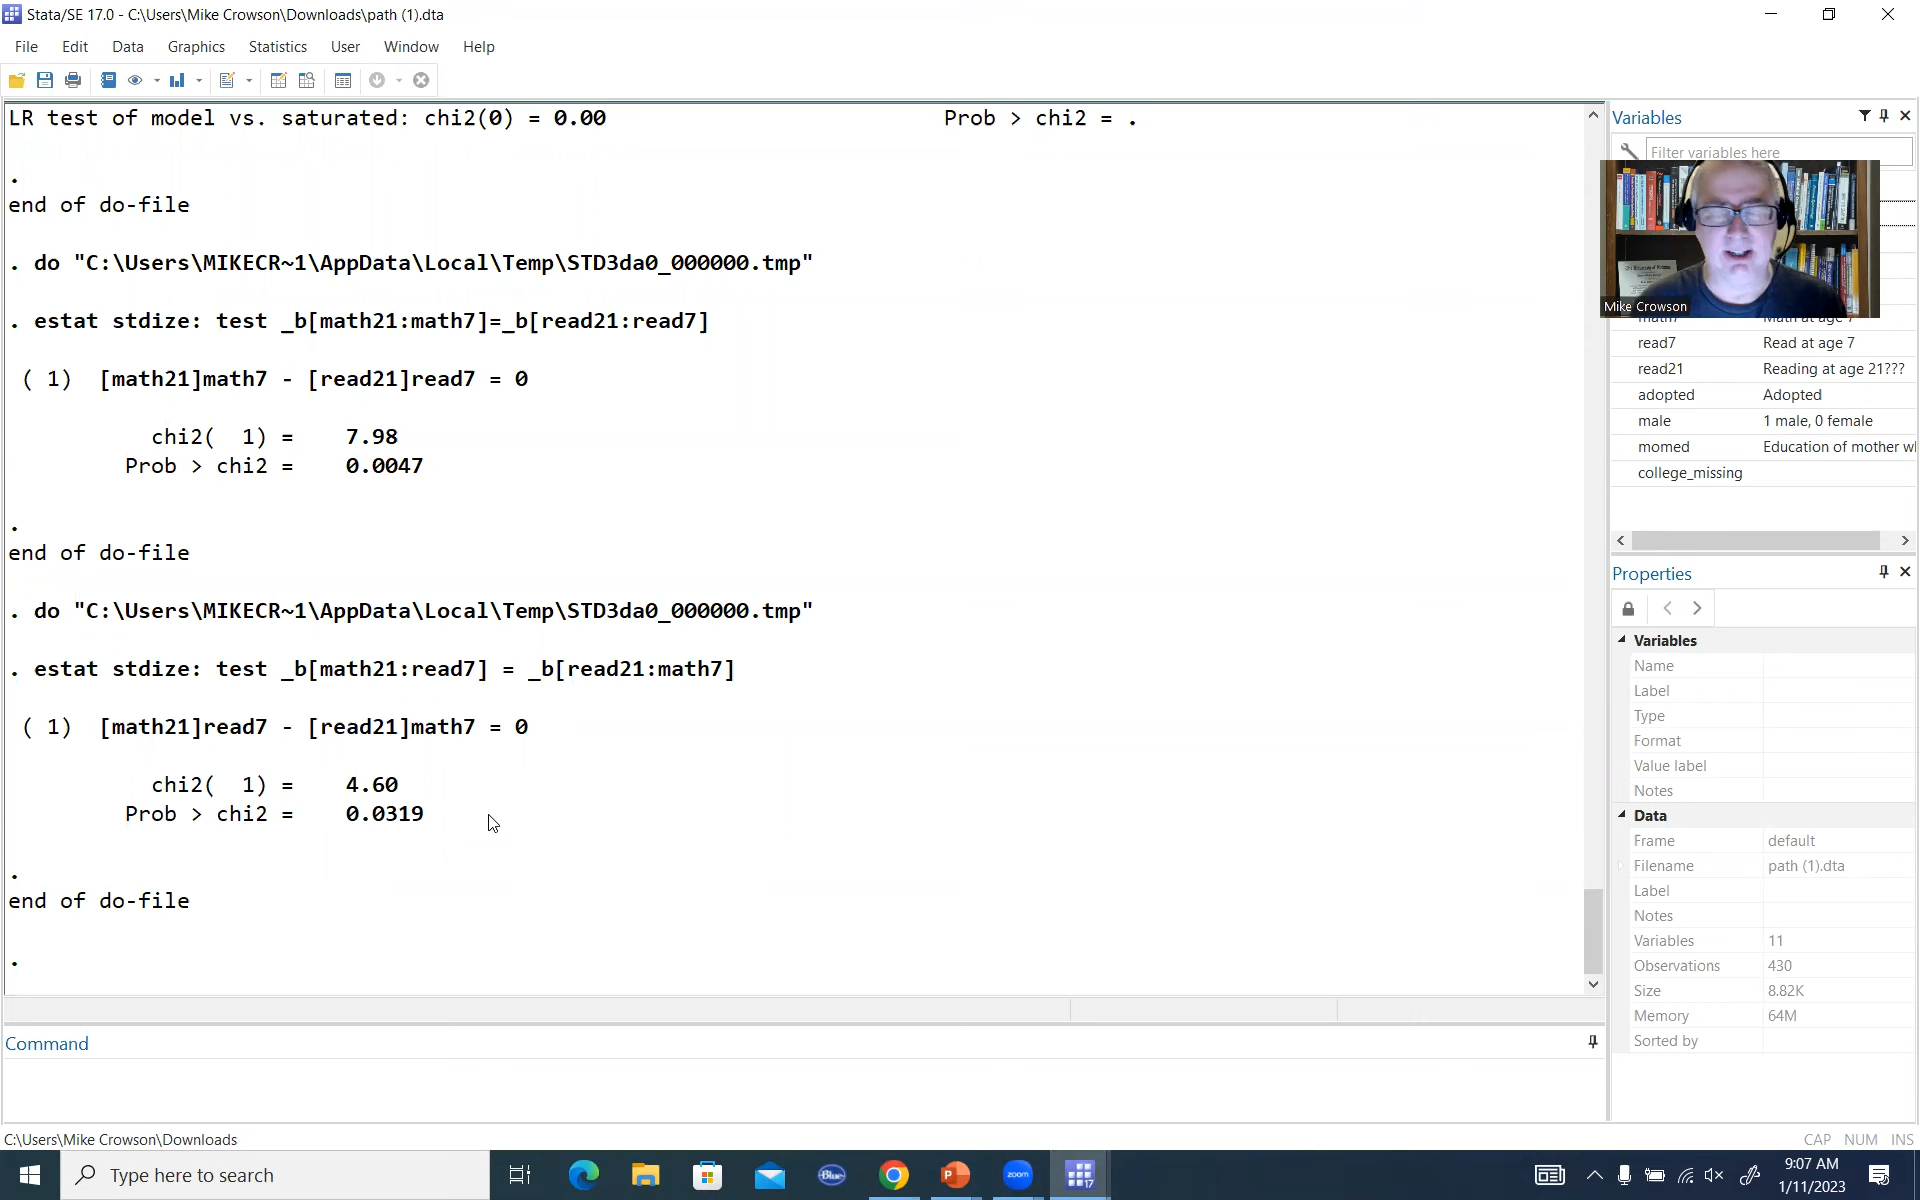 Stata/SE 17.0 - C:\Users\Mike Crowson\Downloads\path (1).dta
File Edit Data Graphics Statistics User Window Help
LR test of model vs. saturated: chi2(0) = 0.00 Prob > chi2 = .
.
end of do-file
. do "C:\Users\MIKECR~1\AppData\Local\Temp\STD3da0_000000.tmp"
. estat stdize: test _b[math21:math7]=_b[read21:read7]
( 1) [math21]math7 - [read21]read7 = 0
chi2( 1) = 7.98
Prob > chi2 = 0.0047
.
end of do-file
. do "C:\Users\MIKECR~1\AppData\Local\Temp\STD3da0_000000.tmp"
. estat stdize: test _b[math21:read7] = _b[read21:math7]
( 1) [math21]read7 - [read21]math7 = 0
chi2( 1) = 4.60
Prob > chi2 = 0.0319
.
end of do-file
.
Command
C:\Users\Mike Crowson\Downloads
Variables
Filter variables here
Mike Crowson
math7 Math at age 7
read7 Read at age 7
read21 Reading at age 21???
adopted Adopted
male 1 male, 0 female
momed Education of mother w
college_missing
Properties
Variables
Name
Label
Type
Format
Value label
Notes
Data
Frame default
Filename path (1).dta
Label
Notes
Variables 11
Observations 430
Size 8.82K
Memory 64M
Sorted by
CAP NUM INS
Type here to search
Blue
zoom
17
9:07 AM
1/11/2023